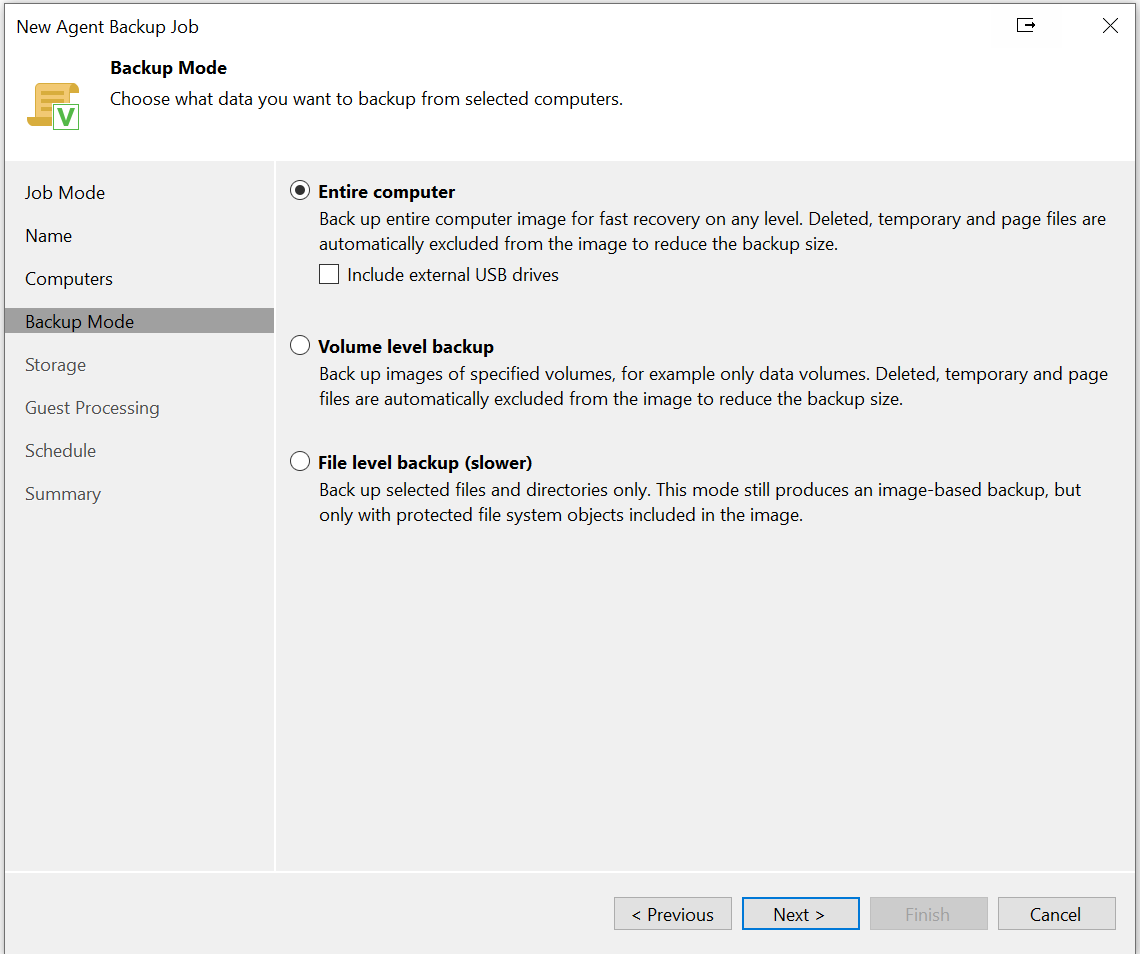 New Agent Backup Job
Backup Mode
Choose what data you want to backup from selected computers.
V
Job Mode
Name
Computers
Backup Mode
Storage
Guest Processing
Schedule
Summary
Entire computer
Back up entire computer image for fast recovery on any level. Deleted, temporary and page files are
automatically excluded from the image to reduce the backup size.
Include external USB drives
Volume level backup
Back up images of specified volumes, for example only data volumes. Deleted, temporary and page
files are automatically excluded from the image to reduce the backup size.
File level backup (slower)
Back up selected files and directories only. This mode still produces an image-based backup, but
only with protected file system objects included in the image.
< Previous
Next >
Finish
Cancel